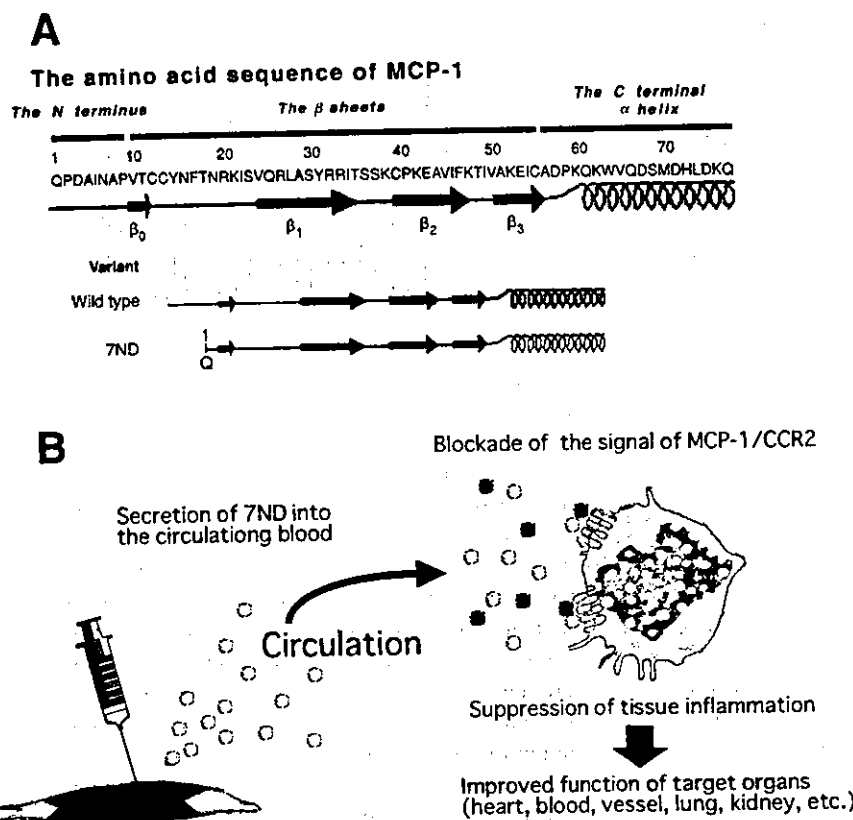 A
The amino acid sequence of MCP-1
The N terminus The β sheets The C terminal α helix
1 10 20 30 40 50 60 70
QPDAINAPVTCCYNFTNRKISVQRLASYRRITSSKCPKEAVIFKTIVAKEICADPKQKWVQDSMDHLDKQ
β0 β1 β2 β3
Variant
Wild type
7ND
1
Q
B
Blockade of the signal of MCP-1/CCR2
Secretion of 7ND into
the circulationg blood
Circulation
Suppression of tissue inflammation
Improved function of target organs
(heart, blood, vessel, lung, kidney, etc.)